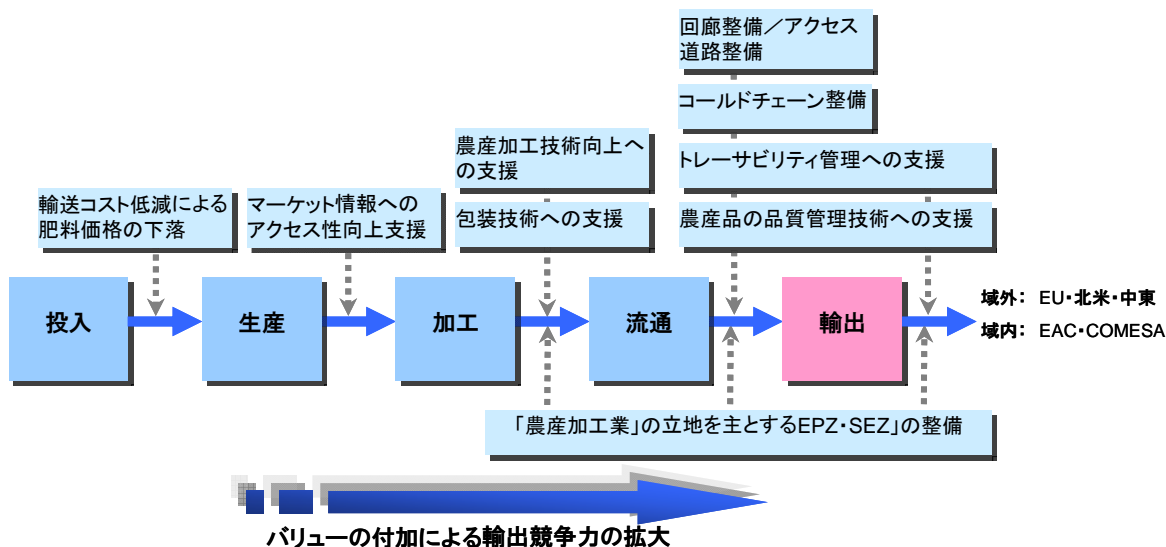 回廊整備／アクセス
道路整備
コールドチェーン整備
農産加工技術向上へ
の支援
トレーサビリティ管理への支援
輸送コスト低減による
肥料価格の下落
マーケット情報への
アクセス性向上支援
包装技術への支援
農産品の品質管理技術への支援
投入
生産
加工
流通
輸出
域外： EU・北米・中東
域内： EAC・COMESA
「農産加工業」の立地を主とするEPZ・SEZ」の整備
バリューの付加による輸出競争力の拡大